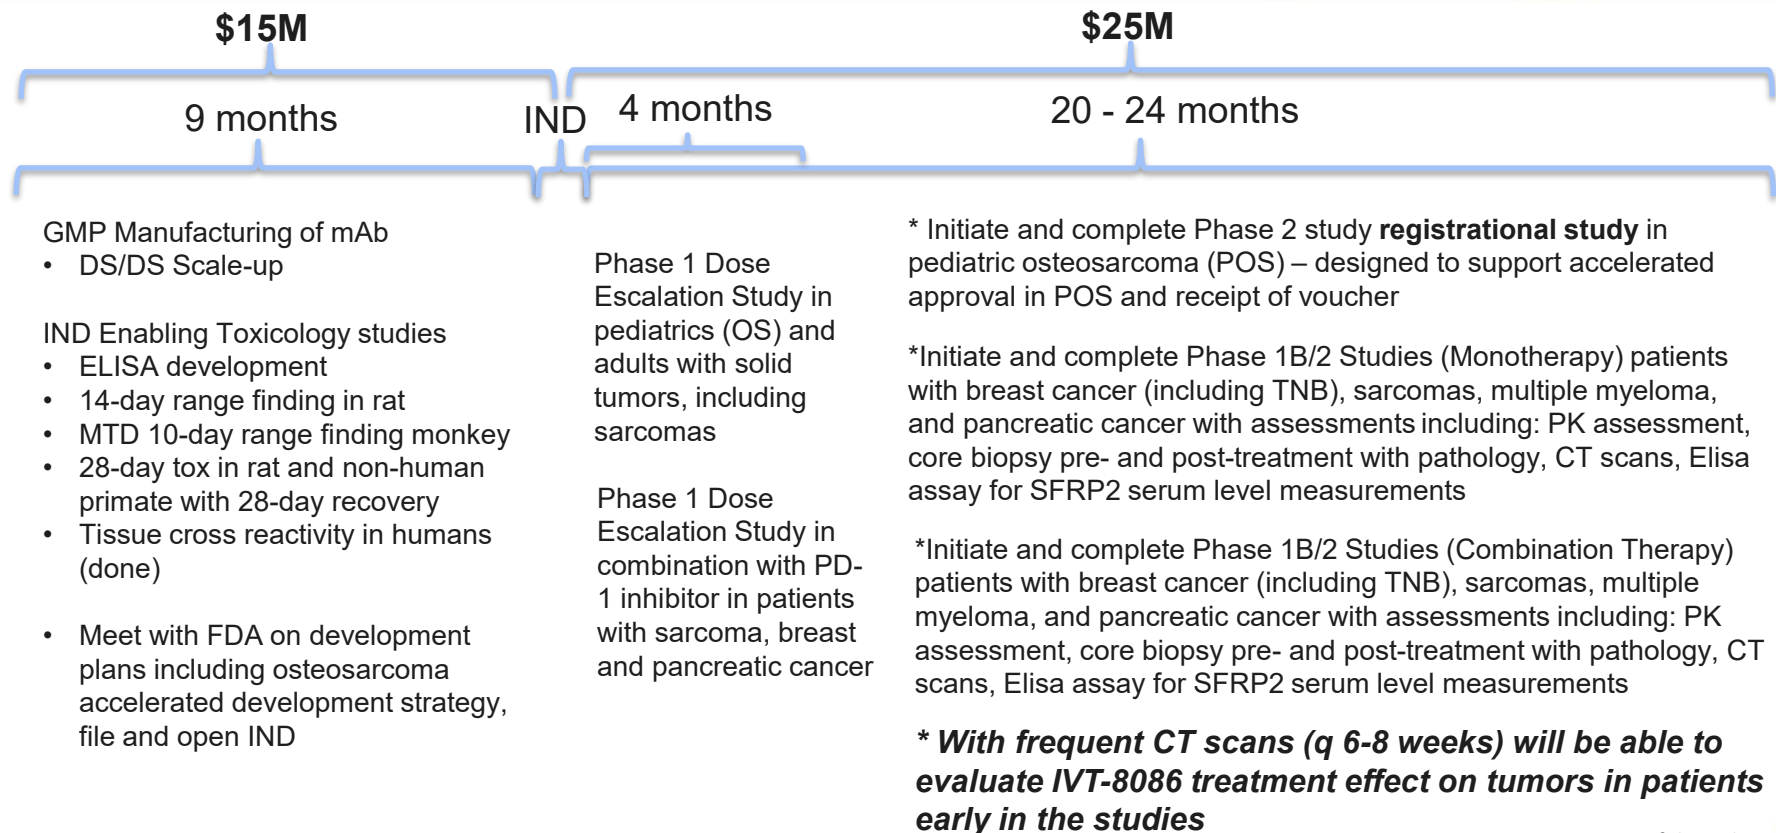 $15M
$25M
9 months
IND
4 months
20 - 24 months
GMP Manufacturing of mAb
• DS/DS Scale-up
IND Enabling Toxicology studies
• ELISA development
• 14-day range finding in rat
• MTD 10-day range finding monkey
• 28-day tox in rat and non-human
primate with 28-day recovery
• Tissue cross reactivity in humans
(done)
• Meet with FDA on development
plans including osteosarcoma
accelerated development strategy,
file and open IND
Phase 1 Dose
Escalation Study in
pediatrics (OS) and
adults with solid
tumors, including
sarcomas
Phase 1 Dose
Escalation Study in
combination with PD-
1 inhibitor in patients
with sarcoma, breast
and pancreatic cancer
* Initiate and complete Phase 2 study registrational study in
pediatric osteosarcoma (POS) – designed to support accelerated
approval in POS and receipt of voucher
*Initiate and complete Phase 1B/2 Studies (Monotherapy) patients
with breast cancer (including TNB), sarcomas, multiple myeloma,
and pancreatic cancer with assessments including: PK assessment,
core biopsy pre- and post-treatment with pathology, CT scans, Elisa
assay for SFRP2 serum level measurements
*Initiate and complete Phase 1B/2 Studies (Combination Therapy)
patients with breast cancer (including TNB), sarcomas, multiple
myeloma, and pancreatic cancer with assessments including: PK
assessment, core biopsy pre- and post-treatment with pathology, CT
scans, Elisa assay for SFRP2 serum level measurements
* With frequent CT scans (q 6-8 weeks) will be able to
evaluate IVT-8086 treatment effect on tumors in patients
early in the studies